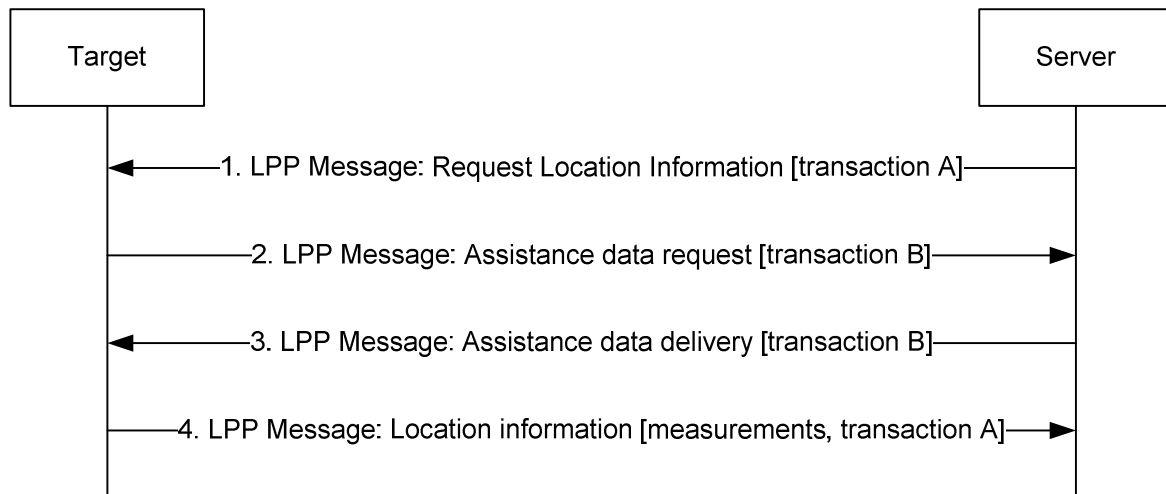 Target
Server
1. LPP Message: Request Location Information [transaction A]
2. LPP Message: Assistance data request [transaction B]
3. LPP Message: Assistance data delivery [transaction B]
4. LPP Message: Location information [measurements, transaction A]